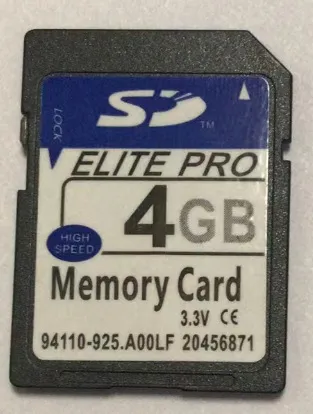 SD
TM
LOCK
ELITE PRO
4GB
HIGH
SPEED
Memory Card
3.3V CE
94110-925.A00LF 20456871